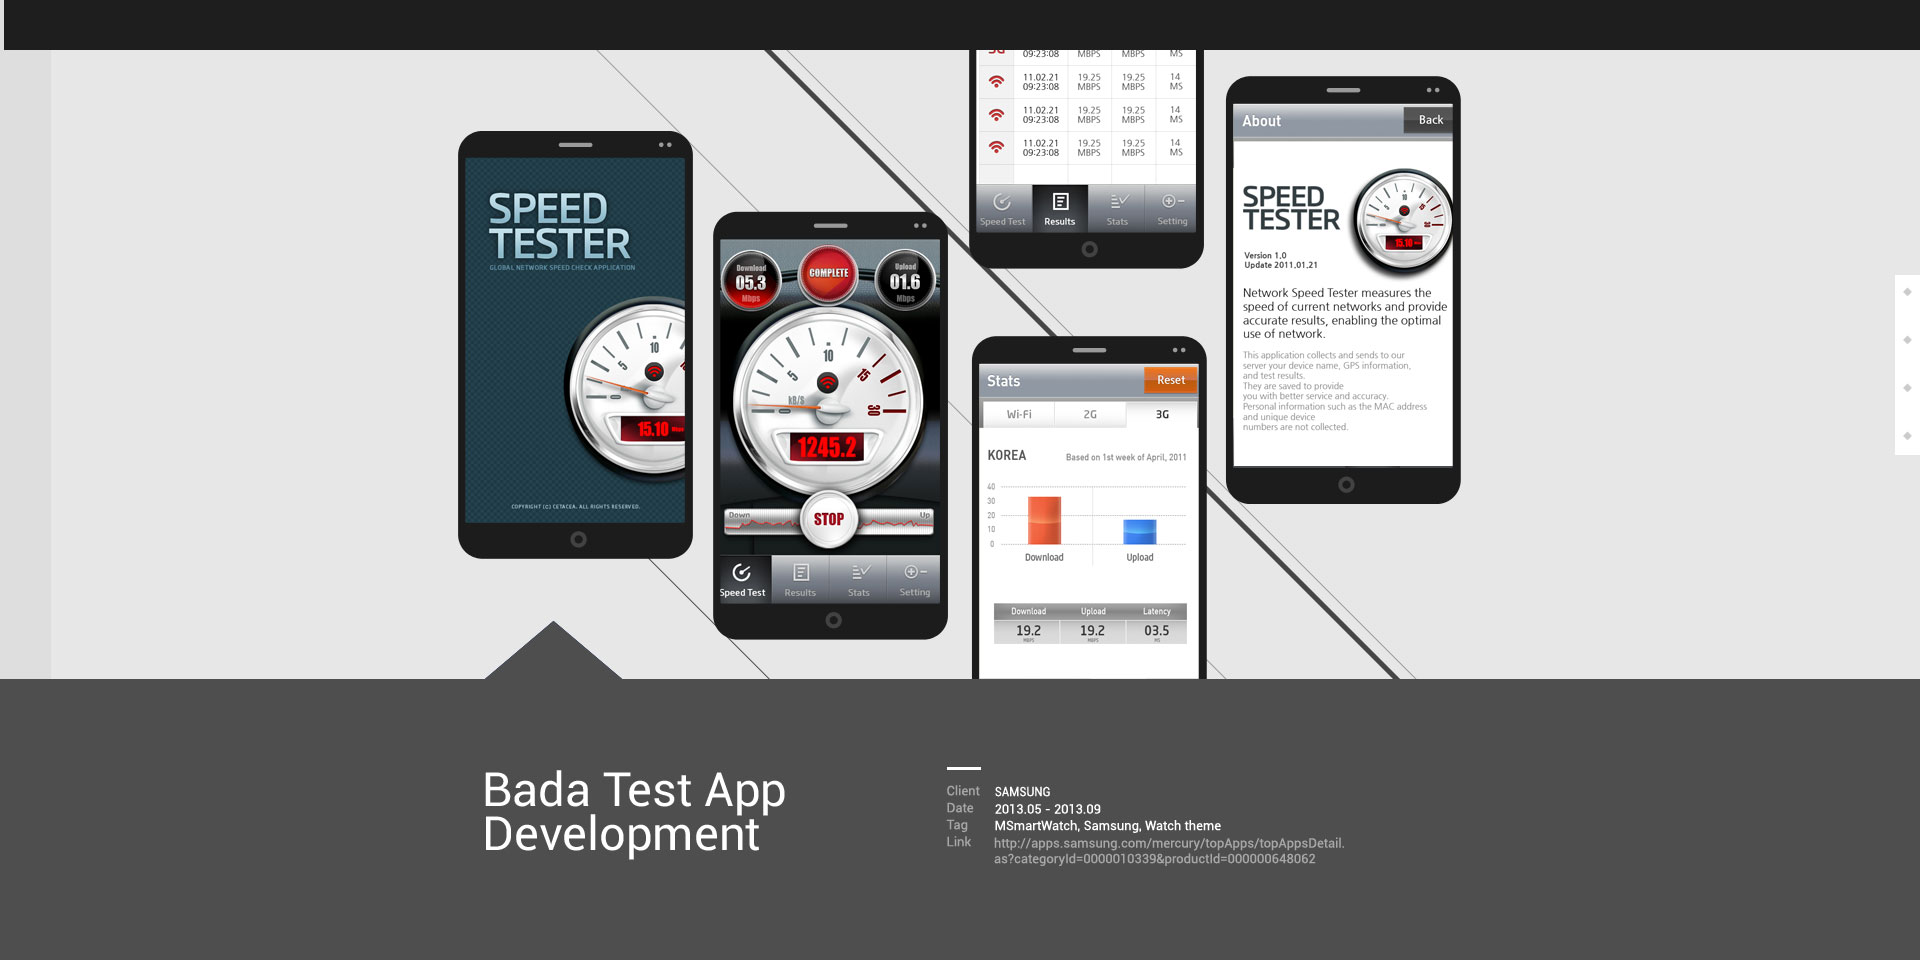 SPEED
TESTER
GLOBAL NETWORK SPEED CHECK APPLICATION
5
10
15.10
COPYRIGHT (C) CETACEA. ALL RIGHTS RESERVED.
Download
05.3
Mbps
COMPLETE
Upload
01.6
Mbps
5
10
15
30
kB/S
1245.2
Down
STOP
Up
Speed Test
Results
Stats
Setting
3G
09:23:08
MBPS
MBPS
MS
11.02.21 19.25 19.25 14
09:23:08 MBPS MBPS MS
11.02.21 19.25 19.25 14
09:23:08 MBPS MBPS MS
11.02.21 19.25 19.25 14
09:23:08 MBPS MBPS MS
Speed Test
Results
Stats
Setting
Stats
Reset
Wi-Fi
2G
3G
KOREA
Based on 1st week of April, 2011
40
30
20
10
0
Download
Upload
Download Upload Latency
19.2 19.2 03.5
MBPS MBPS MS
About
Back
SPEED
TESTER
5
10
15
30
15.10
Version 1.0
Update 2011.01.21
Network Speed Tester measures the
speed of current networks and provide
accurate results, enabling the optimal
use of network.
This application collects and sends to our
server your device name, GPS information,
and test results.
They are saved to provide
you with better service and accuracy.
Personal information such as the MAC address
and unique device
numbers are not collected.
Bada Test App
Development
Client SAMSUNG
Date 2013.05 - 2013.09
Tag MSmartWatch, Samsung, Watch theme
Link http://apps.samsung.com/mercury/topApps/topAppsDetail.
as?categoryId=0000010339&productId=000000648062